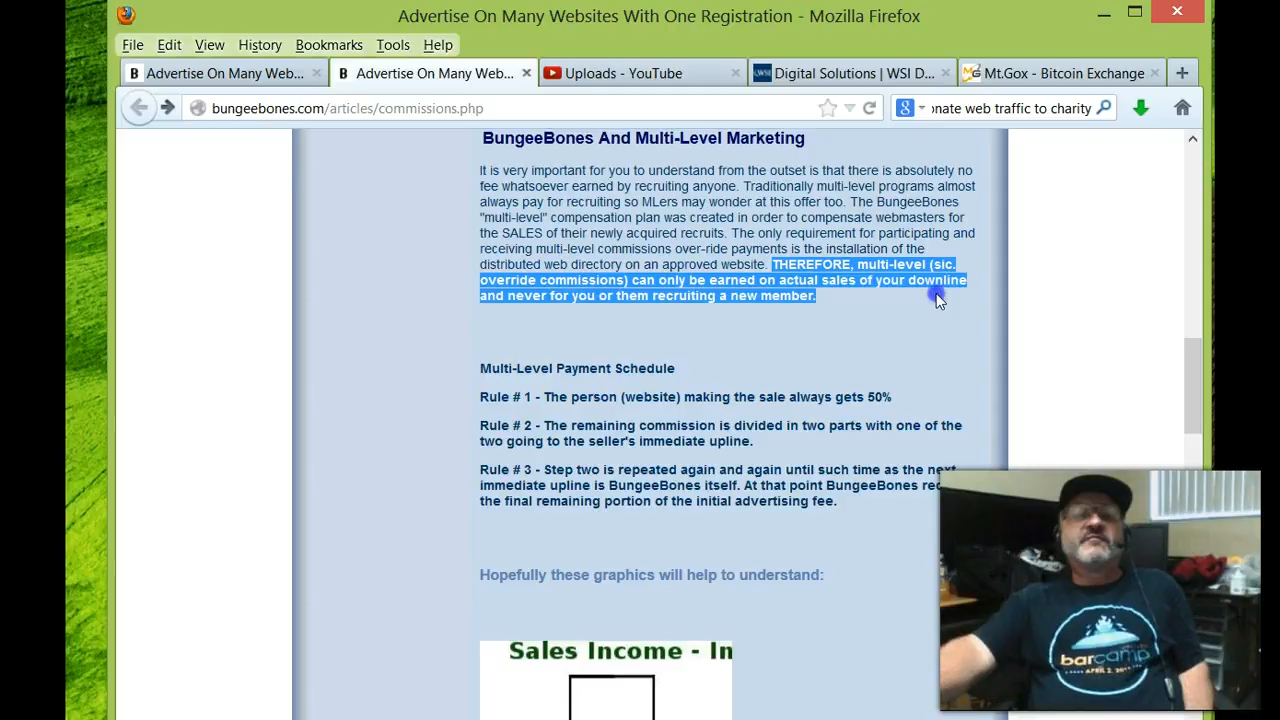 Advertise On Many Websites With One Registration - Mozilla Firefox
File Edit View History Bookmarks Tools Help
B Advertise On Many Web...
B Advertise On Many Web...
Uploads - YouTube
WSI Digital Solutions | WSI D...
Mt.Gox - Bitcoin Exchange
bungeebones.com/articles/commissions.php
8 onate web traffic to charity
BungeeBones And Multi-Level Marketing
It is very important for you to understand from the outset is that there is absolutely no
fee whatsoever earned by recruiting anyone. Traditionally multi-level programs almost
always pay for recruiting so MLers may wonder at this offer too. The BungeeBones
"multi-level" compensation plan was created in order to compensate webmasters for
the SALES of their newly acquired recruits. The only requirement for participating and
receiving multi-level commissions over-ride payments is the installation of the
distributed web directory on an approved website. THEREFORE, multi-level (sic.
override commissions) can only be earned on actual sales of your downline
and never for you or them recruiting a new member.
Multi-Level Payment Schedule
Rule # 1 - The person (website) making the sale always gets 50%
Rule # 2 - The remaining commission is divided in two parts with one of the
two going to the seller's immediate upline.
Rule # 3 - Step two is repeated again and again until such time as the next
immediate upline is BungeeBones itself. At that point BungeeBones rec
the final remaining portion of the initial advertising fee.
Hopefully these graphics will help to understand:
Sales Income - In
barcamp